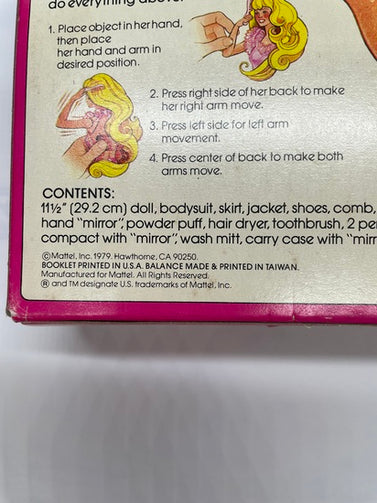 do everything above.
1. Place object in her hand,
then place
her hand and arm in
desired position.
2. Press right side of her back to make
her right arm move.
3. Press left side for left arm
movement.
4. Press center of back to make both
arms move.
CONTENTS:
11½" (29.2 cm) doll, bodysuit, skirt, jacket, shoes, comb,
hand "mirror", powder puff, hair dryer, toothbrush, 2 pe
compact with "mirror", wash mitt, carry case with "mirr
©Mattel, Inc. 1979. Hawthorne, CA 90250.
BOOKLET PRINTED IN U.S.A. BALANCE MADE & PRINTED IN TAIWAN.
Manufactured for Mattel. All Rights Reserved.
® and TM designate U.S. trademarks of Mattel, Inc.